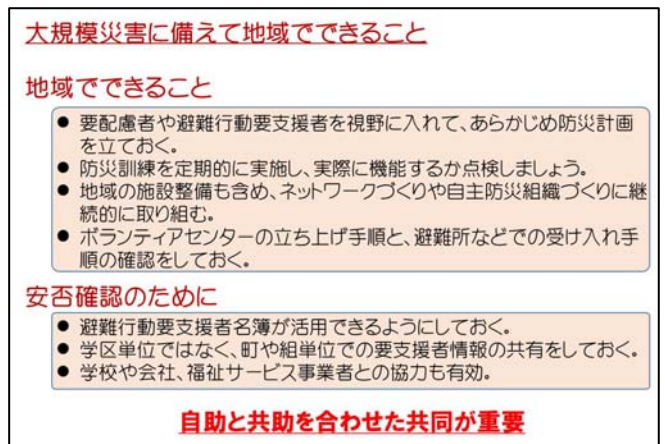 大規模災害に備えて地域でできること
地域でできること
● 要配慮者や避難行動要支援者を視野に入れて、あらかじめ防災計画
を立ておく。
● 防災訓練を定期的に実施し、実際に機能するか点検しましょう。
● 地域の施設整備も含め、ネットワークづくりや自主防災組織づくりに継
続的に取り組む。
● ボランティアセンターの立ち上げ手順と、避難所などでの受け入れ手
順の確認をしておく。
安否確認のために
● 避難行動要支援者名簿が活用できるようにしておく。
● 学区単位ではなく、町や組単位での要支援者情報の共有をしておく。
● 学校や会社、福祉サービス事業者との協力も有効。
自助と共助を合わせた共同が重要